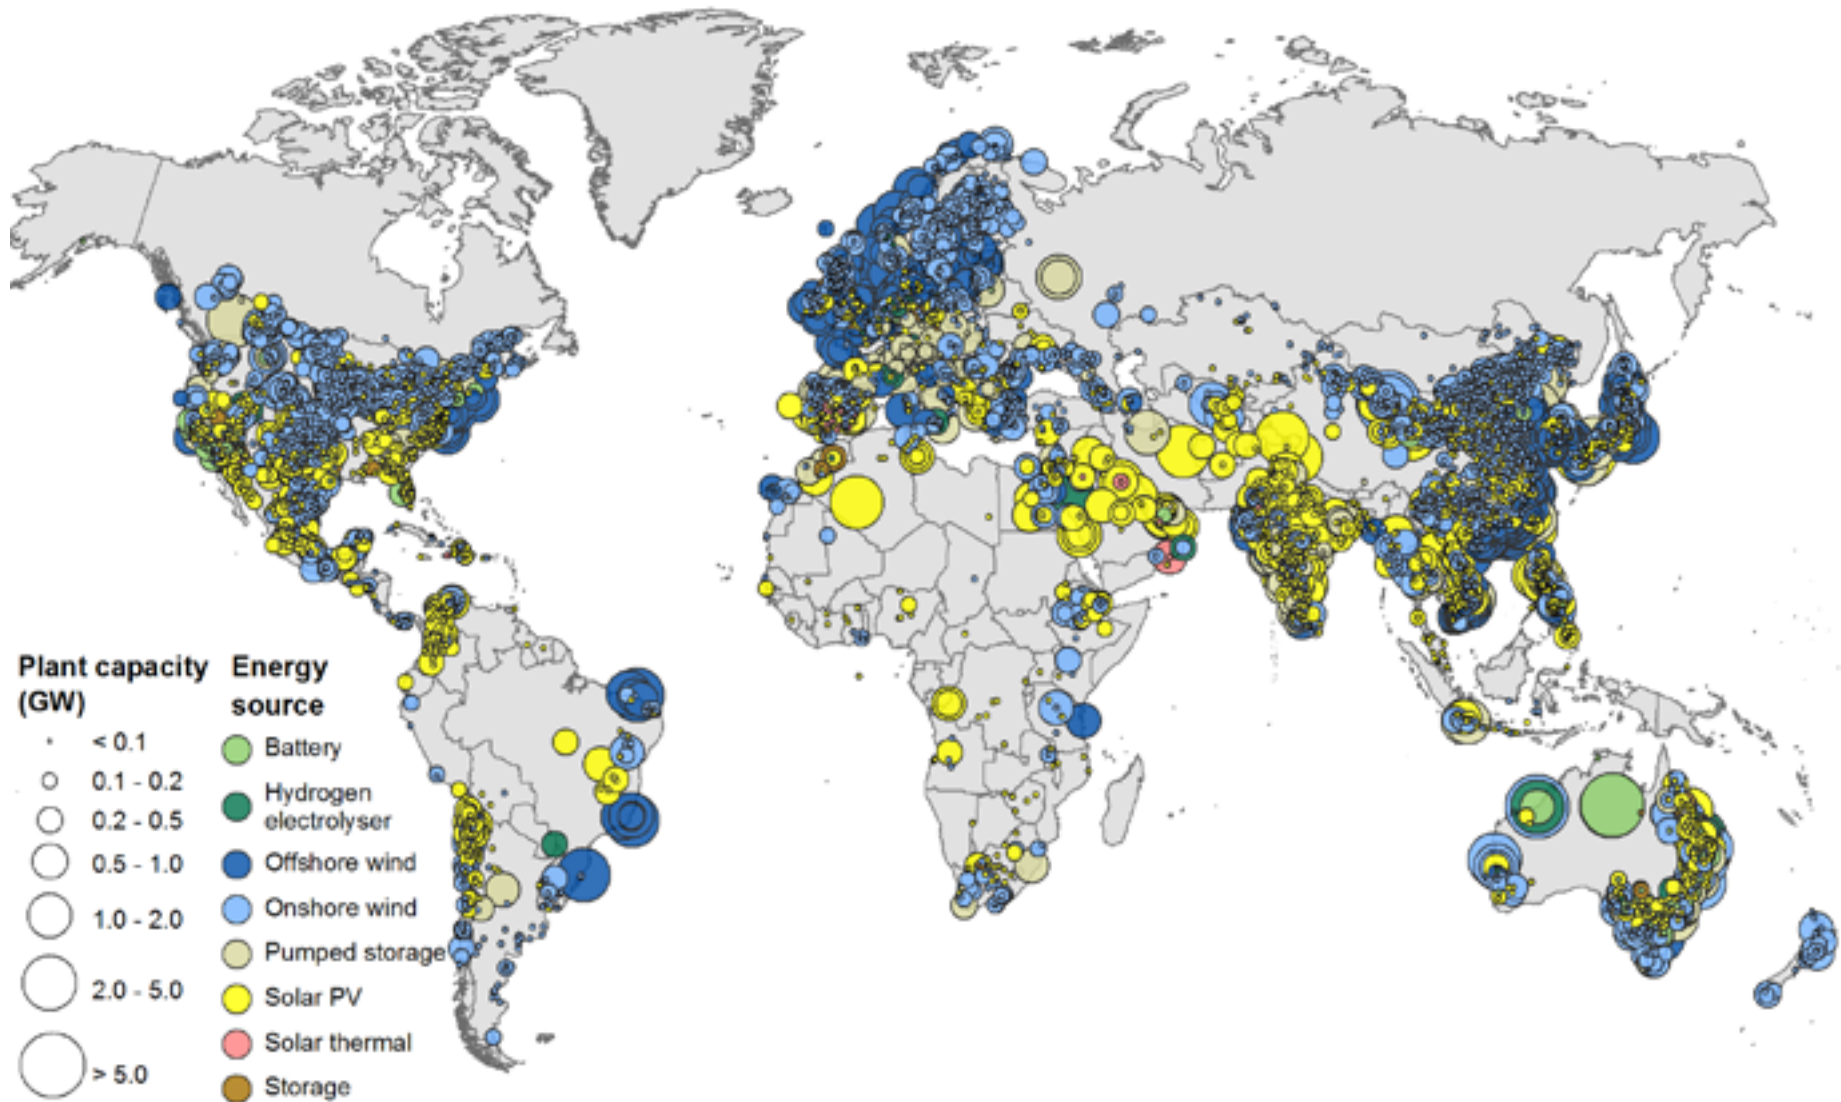 Plant capacity
(GW)
< 0.1
0.1 - 0.2
0.2 - 0.5
0.5 - 1.0
1.0 - 2.0
2.0 - 5.0
> 5.0
Energy
source
Battery
Hydrogen
electrolyser
Offshore wind
Onshore wind
Pumped storage
Solar PV
Solar thermal
Storage